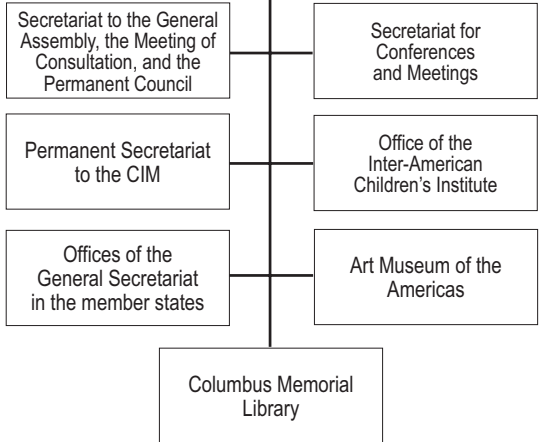 Secretariat to the General
Assembly, the Meeting of
Consultation, and the
Permanent Council
Secretariat for
Conferences
and Meetings
Permanent Secretariat
to the CIM
Office of the
Inter-American
Children's Institute
Offices of the
General Secretariat
in the member states
Art Museum of the
Americas
Columbus Memorial
Library